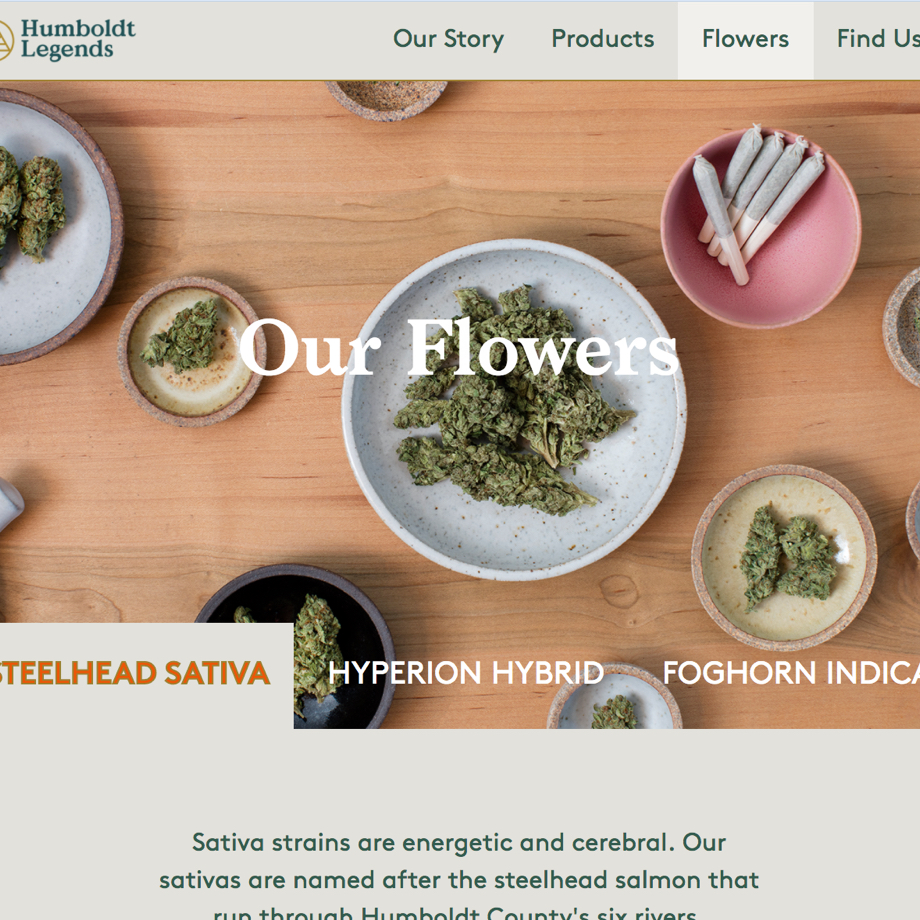 Humboldt
Legends
Our Story Products Flowers Find Us
Our Flowers
STEELHEAD SATIVA HYPERION HYBRID FOGHORN INDICA
Sativa strains are energetic and cerebral. Our
sativas are named after the steelhead salmon that
run through Humboldt County's six rivers